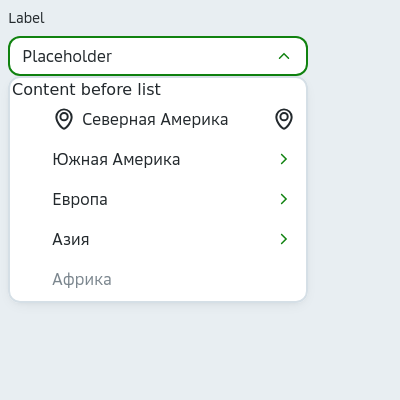 Label
Placeholder
Content before list
Северная Америка
Южная Америка
Европа
Азия
Африка